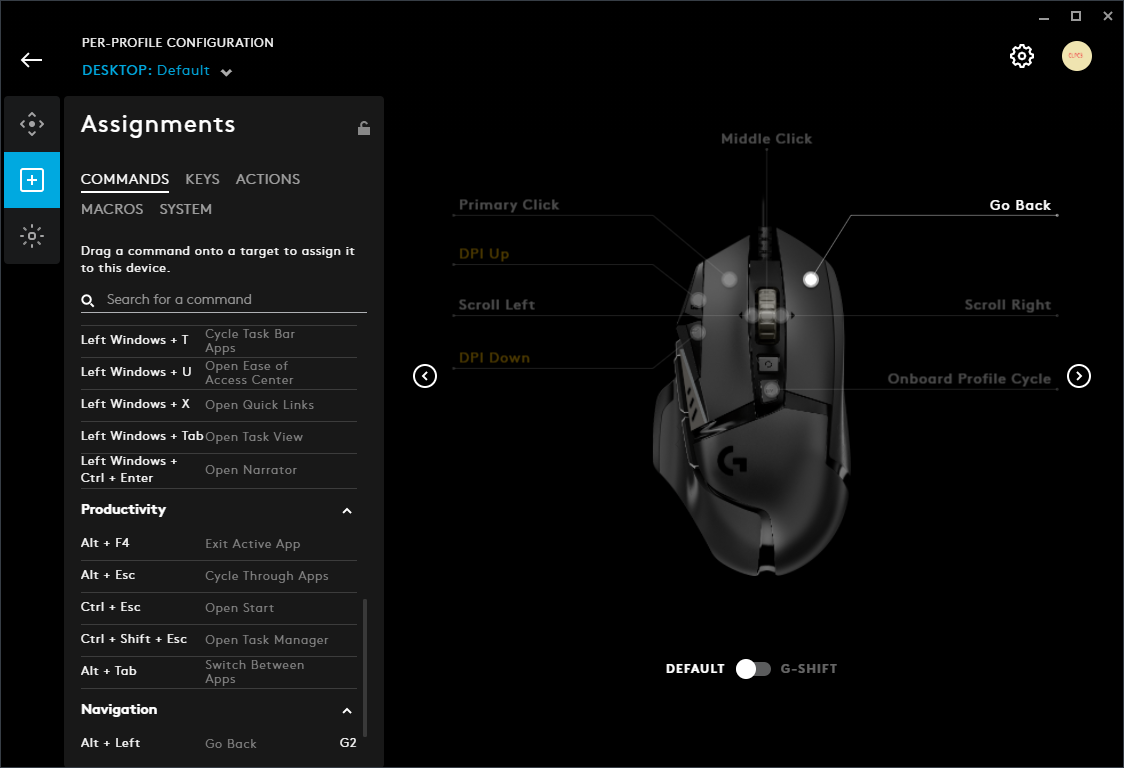 PER-PROFILE CONFIGURATION
DESKTOP: Default
Assignments
COMMANDS KEYS ACTIONS
MACROS SYSTEM
Drag a command onto a target to assign it
to this device.
Search for a command
Left Windows + T Cycle Task Bar
Apps
Left Windows + U Open Ease of
Access Center
Left Windows + X Open Quick Links
Left Windows + Tab Open Task View
Left Windows +
Ctrl + Enter Open Narrator
Productivity
Alt + F4 Exit Active App
Alt + Esc Cycle Through Apps
Ctrl + Esc Open Start
Ctrl + Shift + Esc Open Task Manager
Alt + Tab Switch Between
Apps
Navigation
Alt + Left Go Back G2
Middle Click
Primary Click
Go Back
DPI Up
Scroll Left
Scroll Right
DPI Down
Onboard Profile Cycle
DEFAULT G-SHIFT